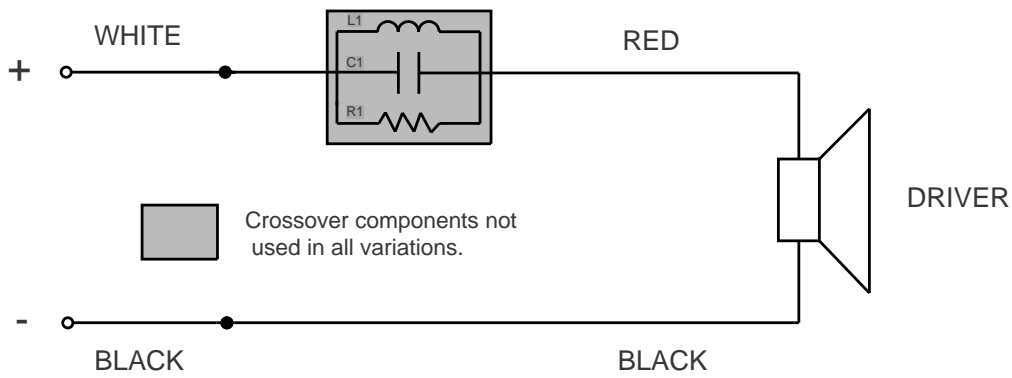 WHITE
L1
RED
+
C1
R1
DRIVER
Crossover components not
used in all variations.
-
BLACK
BLACK